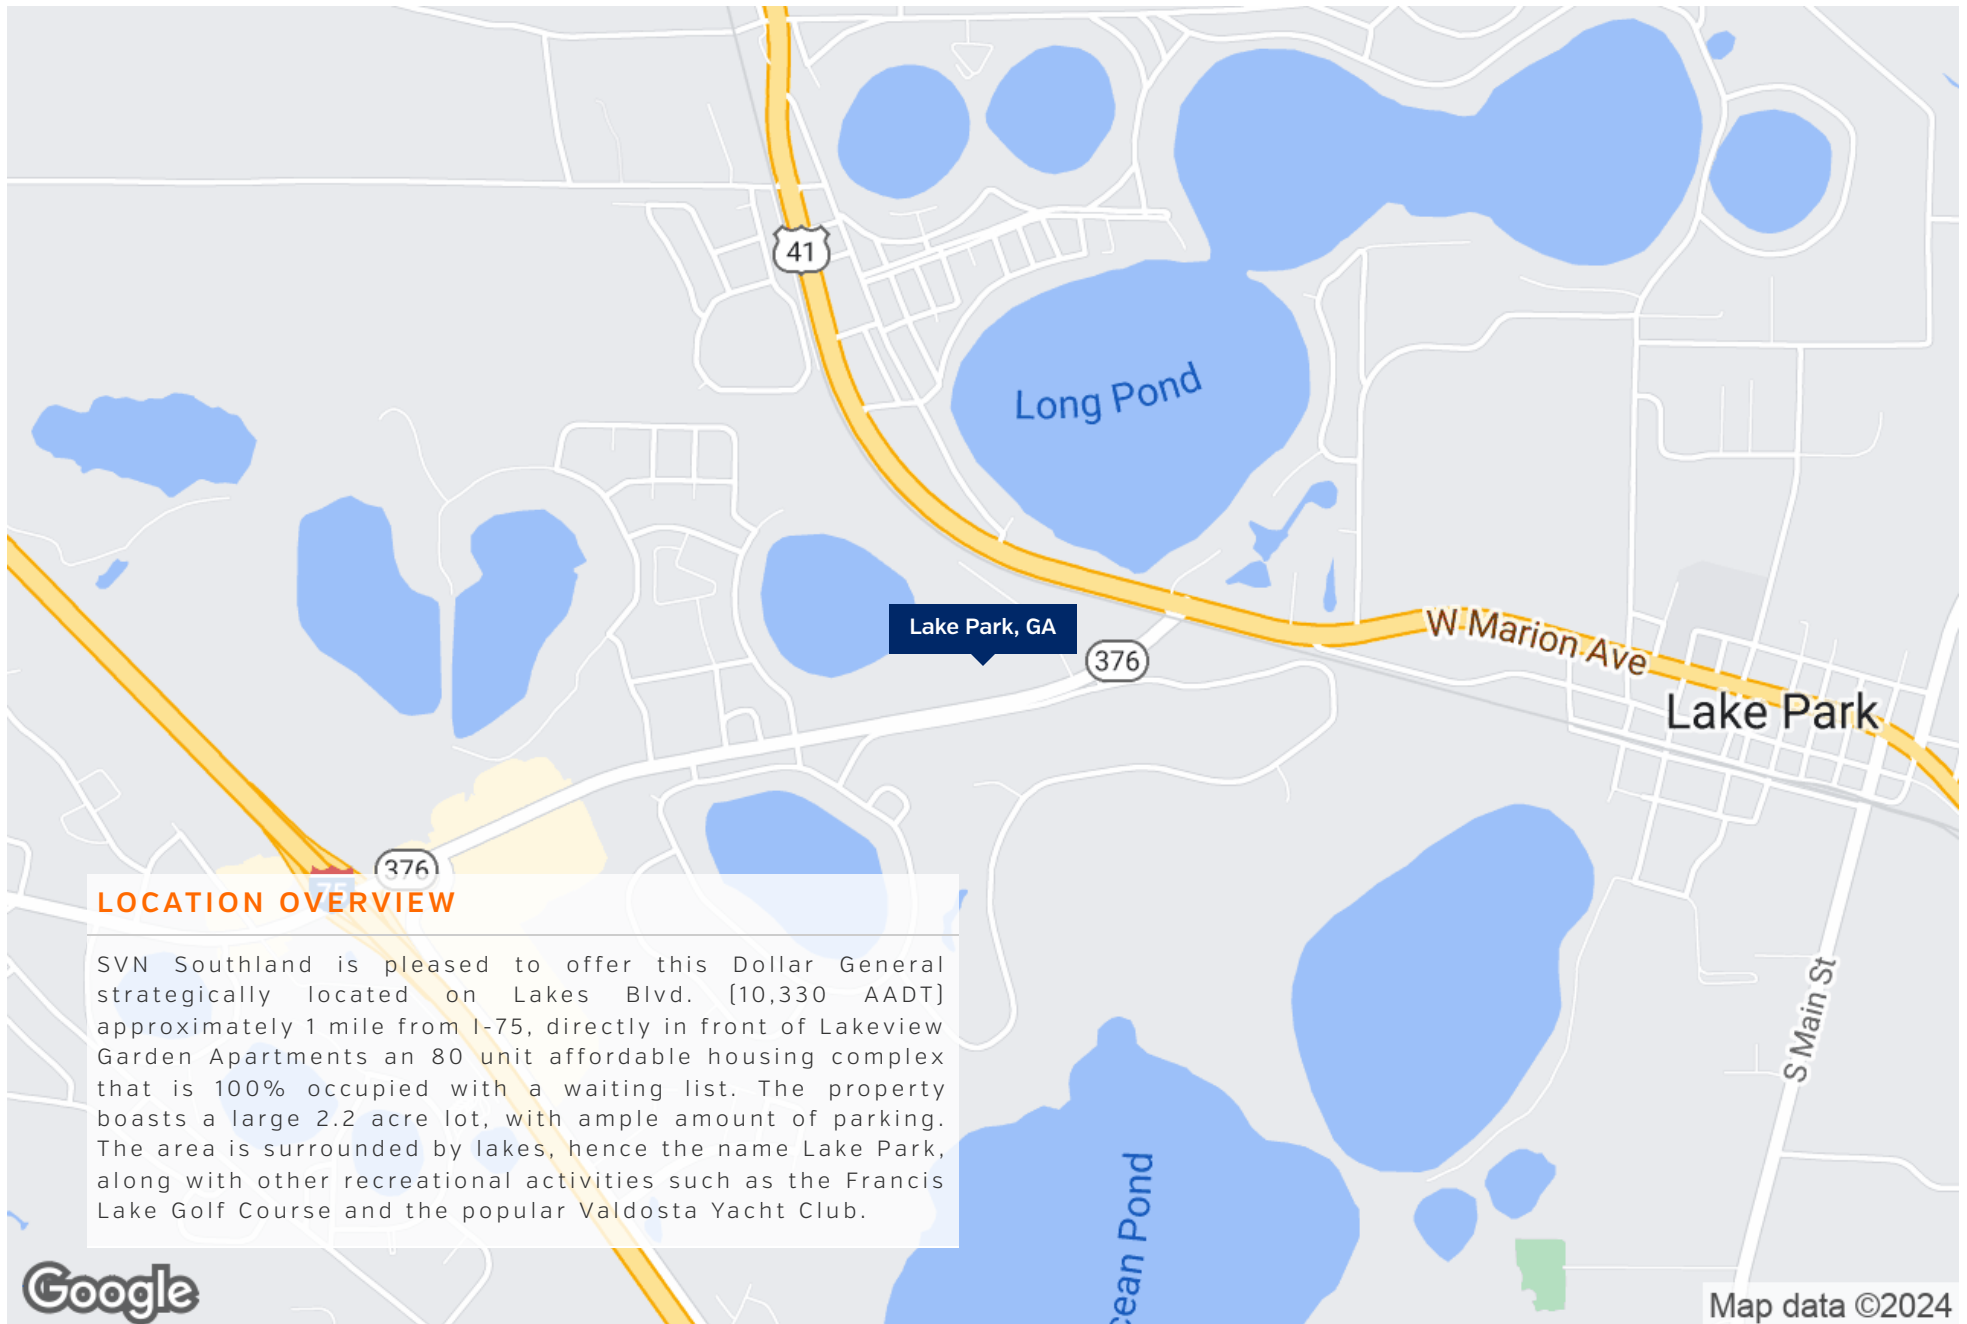 41
Long Pond
Lake Park, GA
376
W Marion Ave
Lake Park
376
75
LOCATION OVERVIEW
SVN Southland is pleased to offer this Dollar General
strategically located on Lakes Blvd. (10,330 AADT)
approximately 1 mile from I-75, directly in front of Lakeview
Garden Apartments an 80 unit affordable housing complex
that is 100% occupied with a waiting list. The property
boasts a large 2.2 acre lot, with ample amount of parking.
The area is surrounded by lakes, hence the name Lake Park,
along with other recreational activities such as the Francis
Lake Golf Course and the popular Valdosta Yacht Club.
S Main St
cean Pond
Google
Map data ©2024